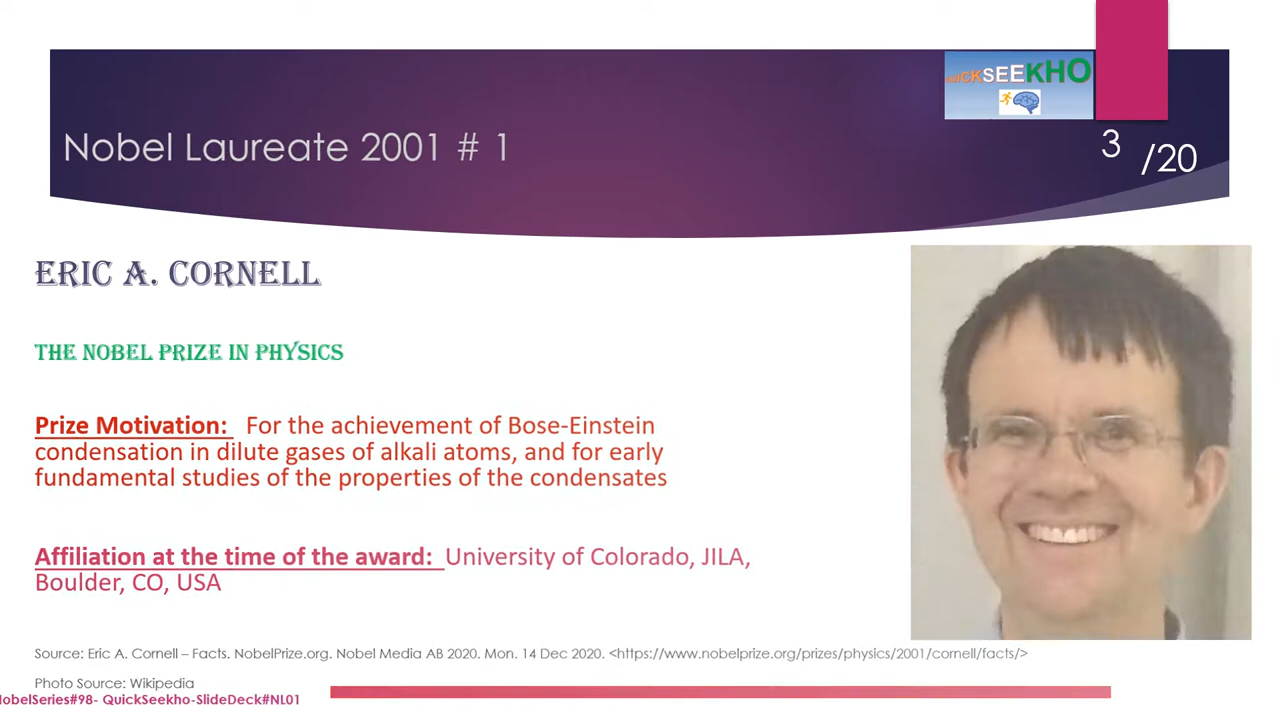 QUICKSEEKHO
Nobel Laureate 2001 # 1
3 /20
ERIC A. CORNELL
THE NOBEL PRIZE IN PHYSICS
Prize Motivation: For the achievement of Bose-Einstein
condensation in dilute gases of alkali atoms, and for early
fundamental studies of the properties of the condensates
Affiliation at the time of the award: University of Colorado, JILA,
Boulder, CO, USA
Source: Eric A. Cornell – Facts. NobelPrize.org. Nobel Media AB 2020. Mon. 14 Dec 2020. <https://www.nobelprize.org/prizes/physics/2001/cornell/facts/>
Photo Source: Wikipedia
NobelSeries#98- QuickSeekho-SlideDeck#NL01